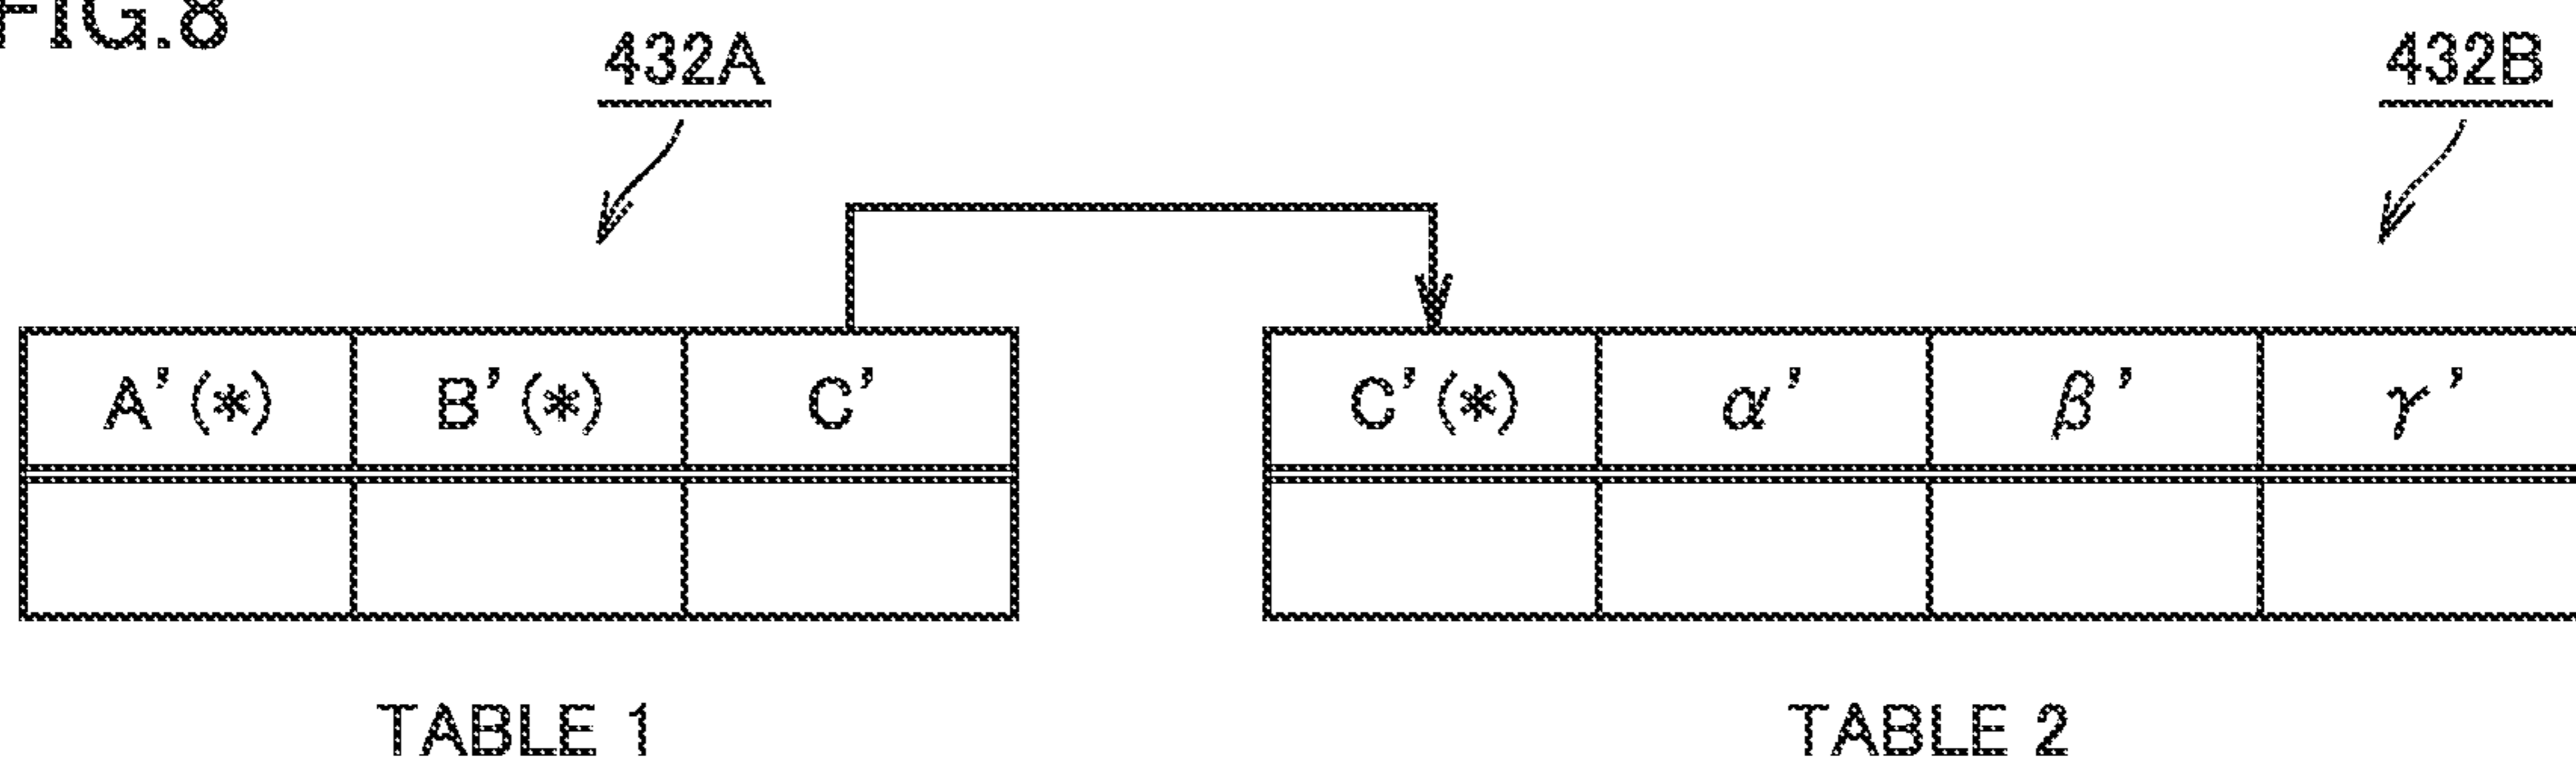 FIG.8
432A 432B
A'(*) B'(*) C' C'(*) α' β' γ'
TABLE 1 TABLE 2